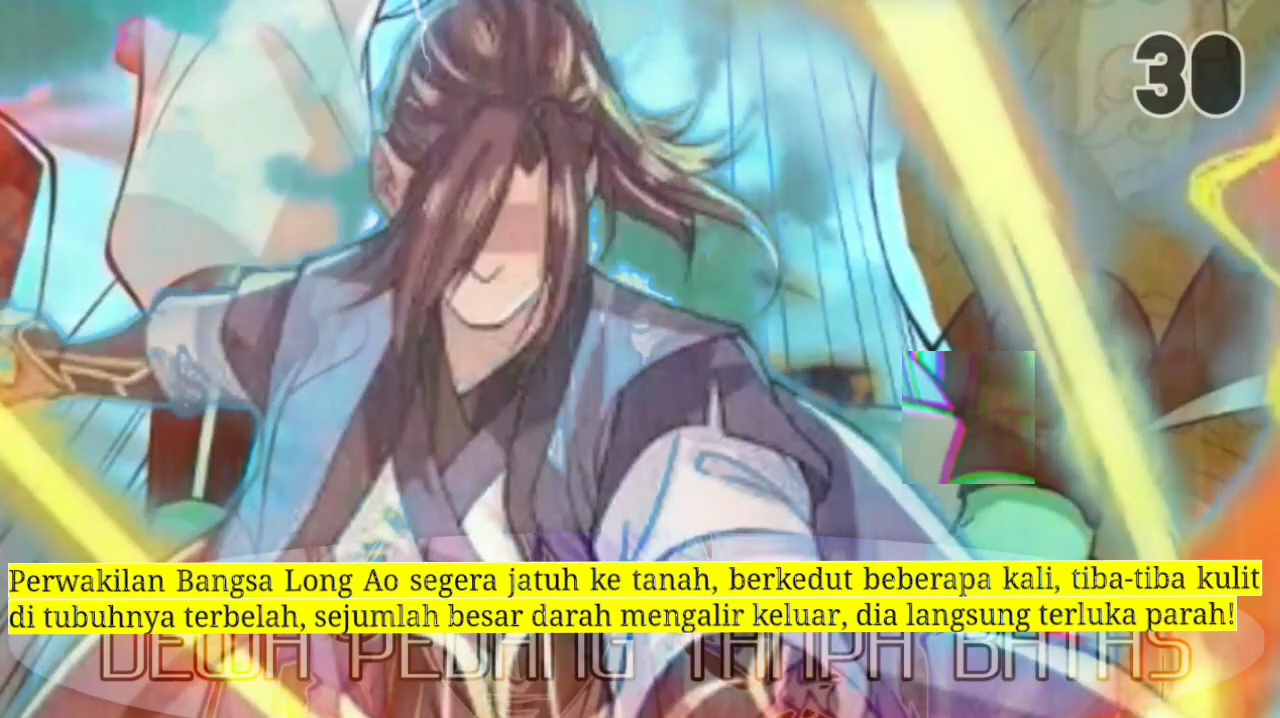 30
Perwakilan Bangsa Long Ao segera jatuh ke tanah, berkedut beberapa kali, tiba-tiba kulit
di tubuhnya terbelah, sejumlah besar darah mengalir keluar, dia langsung terluka parah!
DEWA PEDANG TANPA BATAS